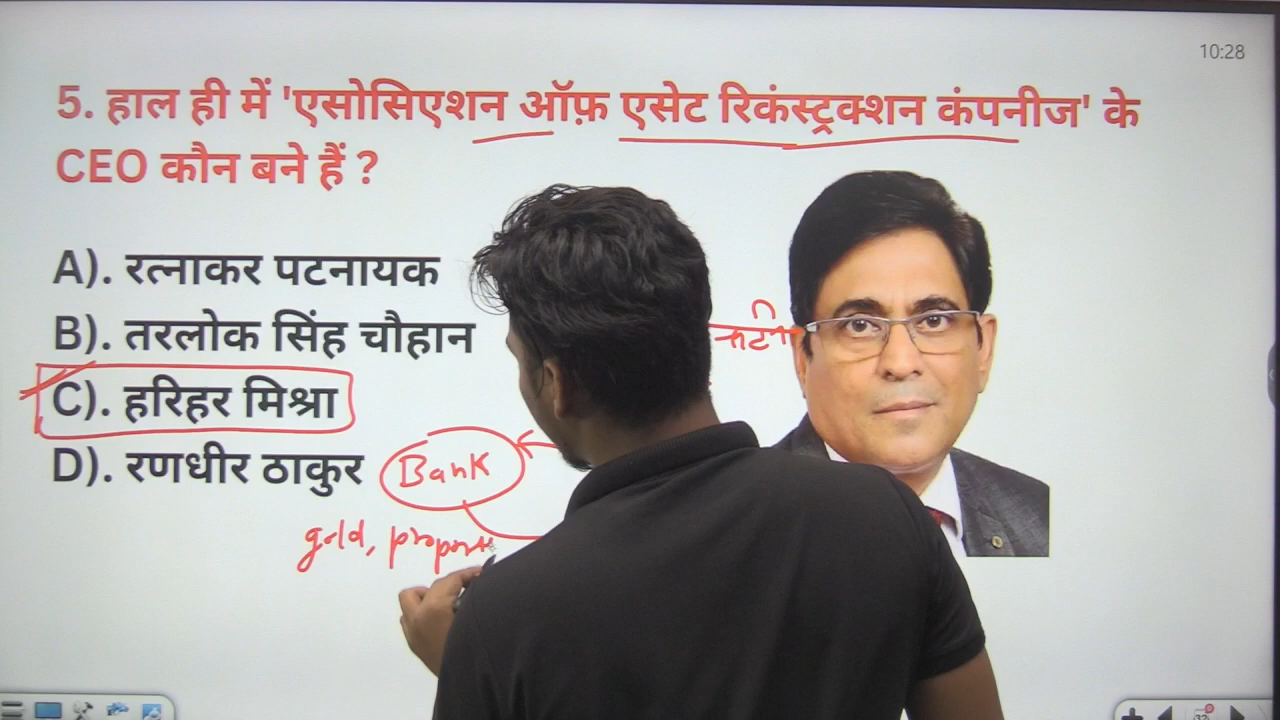 10:28
5. हाल ही में 'एसोसिएशन ऑफ़ एसेट रिकंस्ट्रक्शन कंपनीज' के
CEO कौन बने हैं ?
A). रत्नाकर पटनायक
B). तरलोक सिंह चौहान
C). हरिहर मिश्रा
D). रणधीर ठाकुर
Bank
gold,